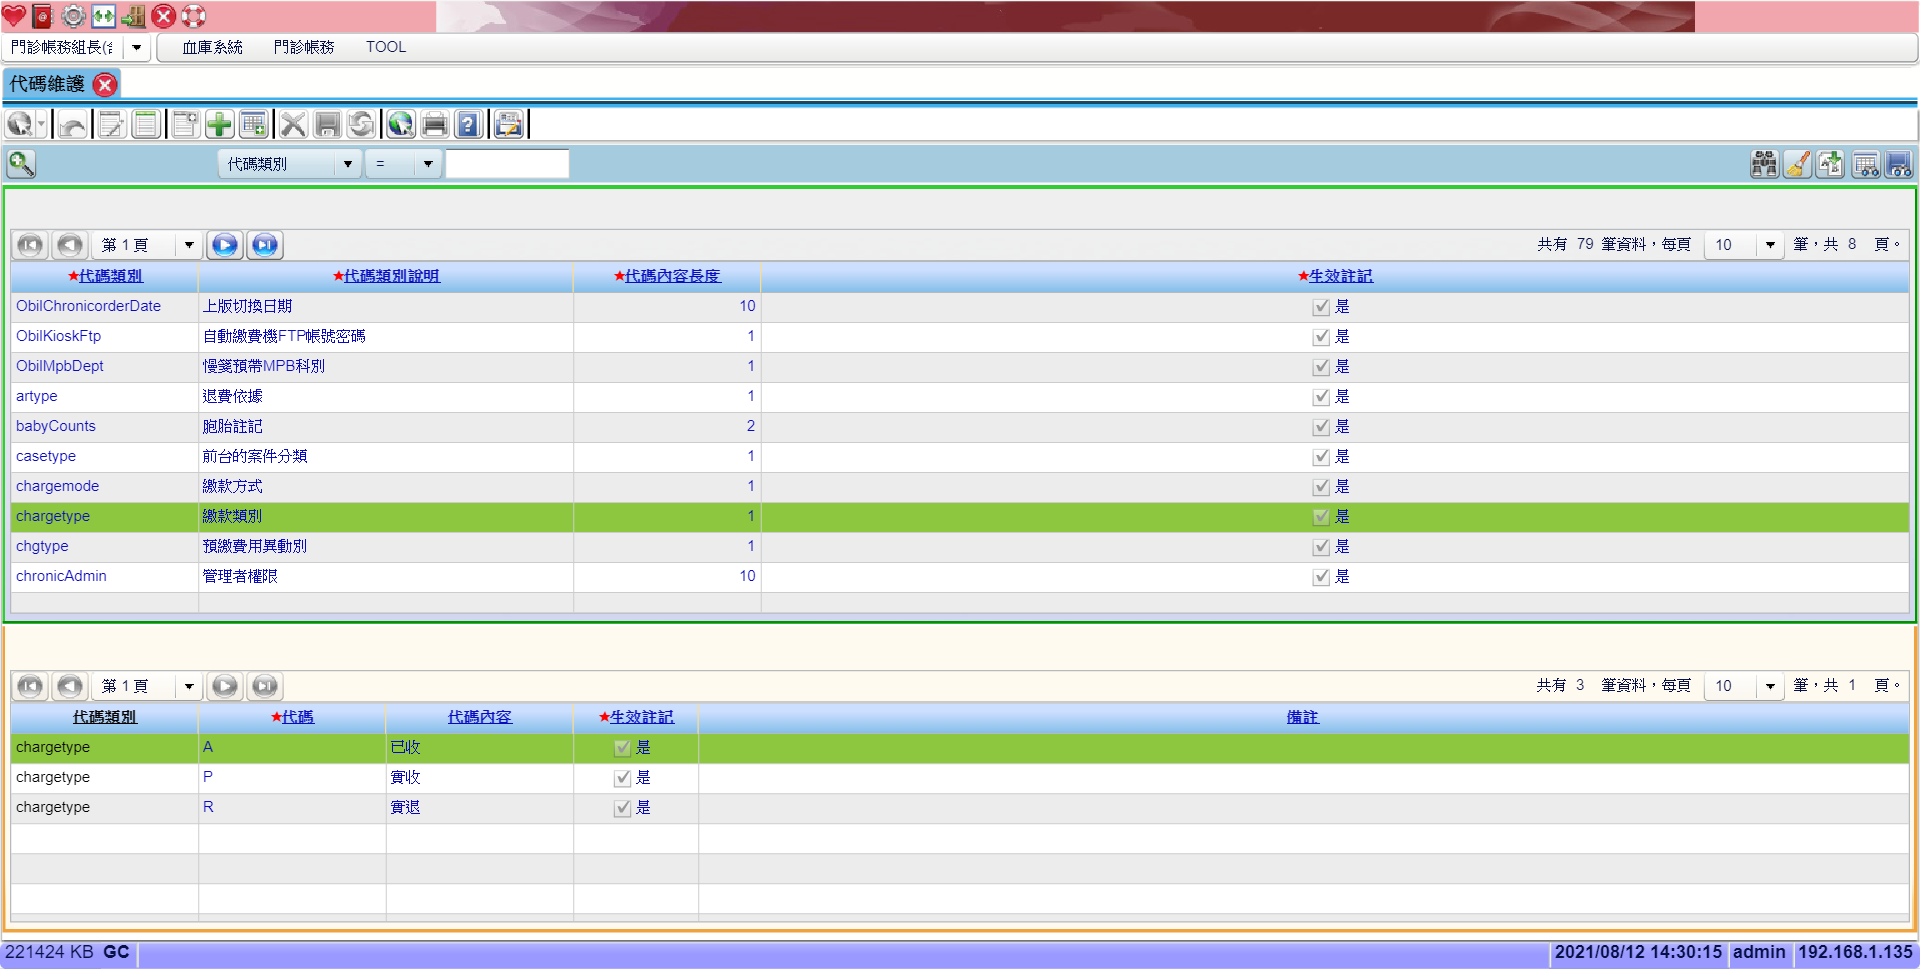 門診帳務組長(含 血庫系統 門診帳務 TOOL
代碼維護
代碼類別 =
第 1 頁 共有 79 筆資料，每頁 10 筆，共 8 頁。
★代碼類別 ★代碼類別說明 ★代碼內容長度 ★生效註記
ObilChronicorderDate 上版切換日期 10 是
ObilKioskFtp 自動繳費機FTP帳號密碼 1 是
ObilMpbDept 慢箋預帶MPB科別 1 是
artype 退費依據 1 是
babyCounts 胞胎註記 2 是
casetype 前台的案件分類 1 是
chargemode 繳款方式 1 是
chargetype 繳款類別 1 是
chgtype 預繳費用異動別 1 是
chronicAdmin 管理者權限 10 是
第 1 頁 共有 3 筆資料，每頁 10 筆，共 1 頁。
代碼類別 ★代碼 代碼內容 ★生效註記 備註
chargetype A 已收 是
chargetype P 實收 是
chargetype R 實退 是
221424 KB GC 2021/08/12 14:30:15 admin 192.168.1.135